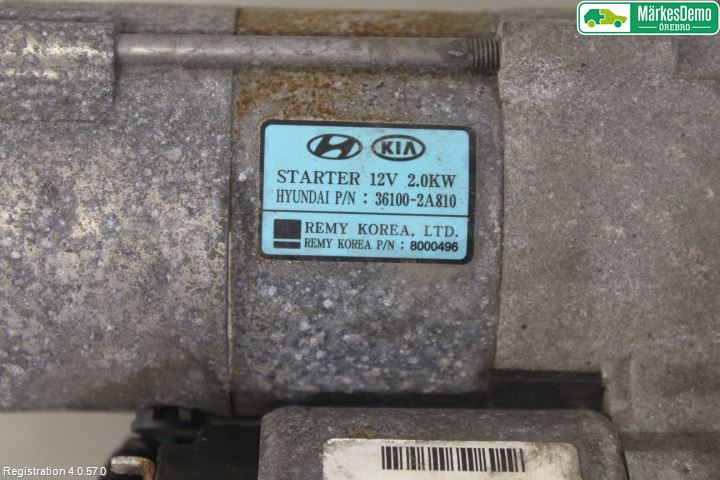 MärkesDemo
ÖREBRO
KIA
STARTER 12V 2.0KW
HYUNDAI P/N : 36100-2A810
REMY KOREA, LTD.
REMY KOREA P/N : 8000496
Registration 4.0.57.0